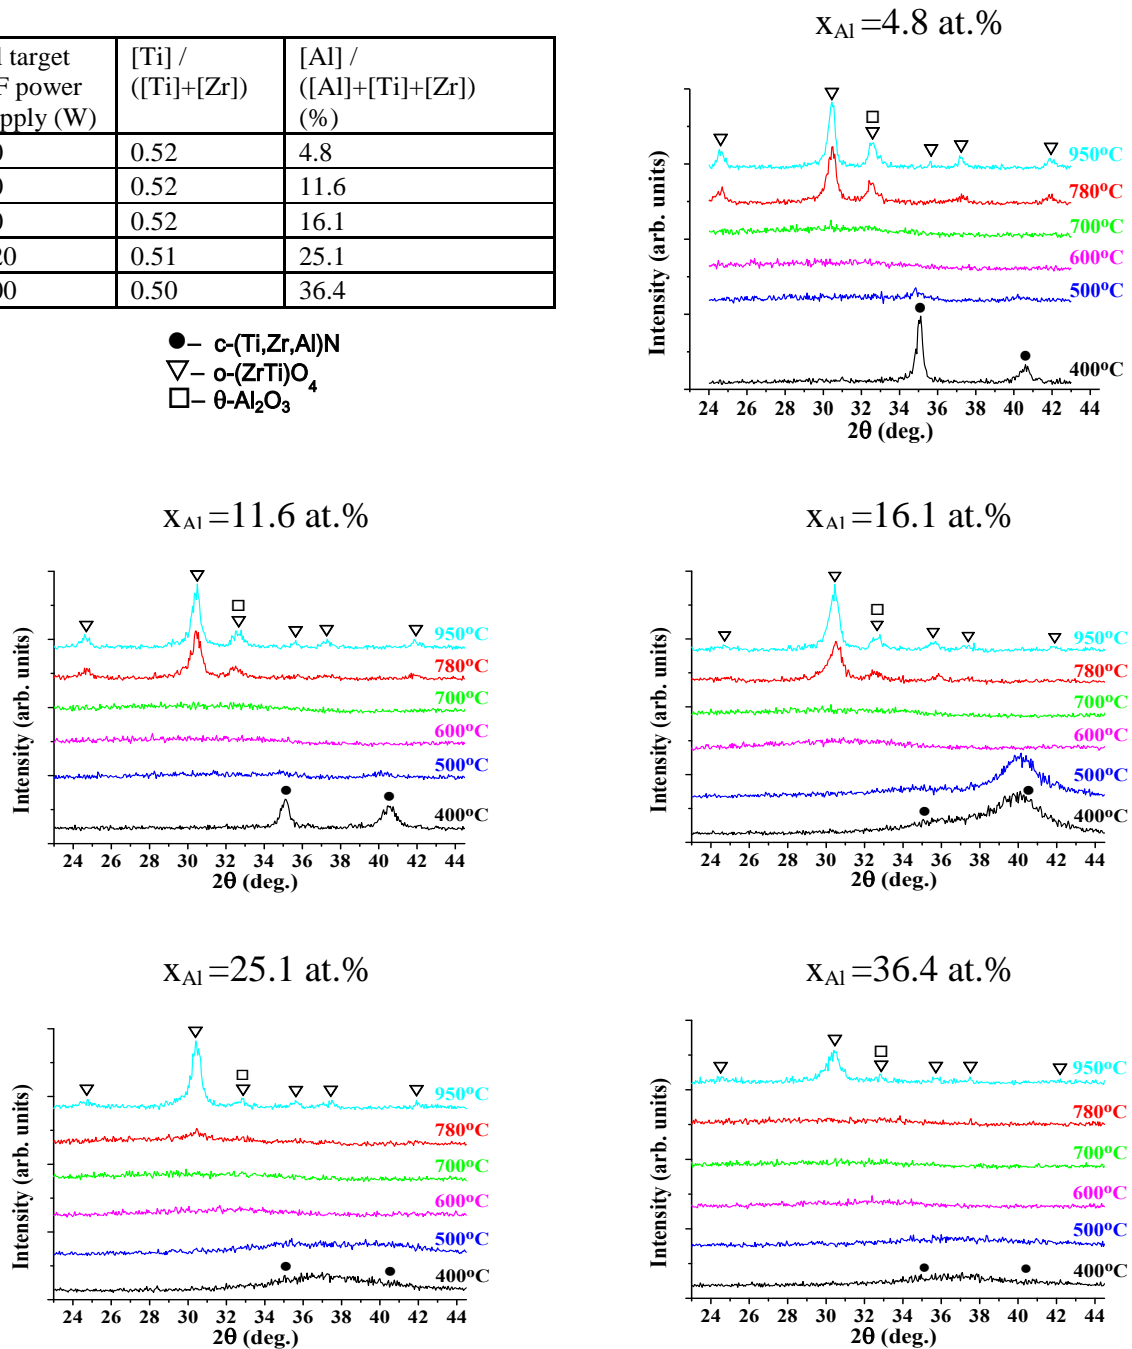 target
[Ti] /
[Al] /
power
([Ti]+[Zr])
([Al]+[Ti]+[Zr])
(W)
(%)
0.52
4.8
0.52
11.6
0.52
16.1
0.51
25.1
0.50
36.4
●– c-(Ti,Zr,Al)N
▽– o-(ZrTi)O₄
□– θ-Al₂O₃
x_Al =4.8 at.%
950°C
780°C
700°C
600°C
500°C
400°C
Intensity (arb. units)
24 26 28 30 32 34 36 38 40 42 44
2θ (deg.)
x_Al =11.6 at.%
950°C
780°C
700°C
600°C
500°C
400°C
Intensity (arb. units)
24 26 28 30 32 34 36 38 40 42 44
2θ (deg.)
x_Al =16.1 at.%
950°C
780°C
700°C
600°C
500°C
400°C
Intensity (arb. units)
24 26 28 30 32 34 36 38 40 42 44
2θ (deg.)
x_Al =25.1 at.%
950°C
780°C
700°C
600°C
500°C
400°C
Intensity (arb. units)
24 26 28 30 32 34 36 38 40 42 44
2θ (deg.)
x_Al =36.4 at.%
950°C
780°C
700°C
600°C
500°C
400°C
Intensity (arb. units)
24 26 28 30 32 34 36 38 40 42 44
2θ (deg.)